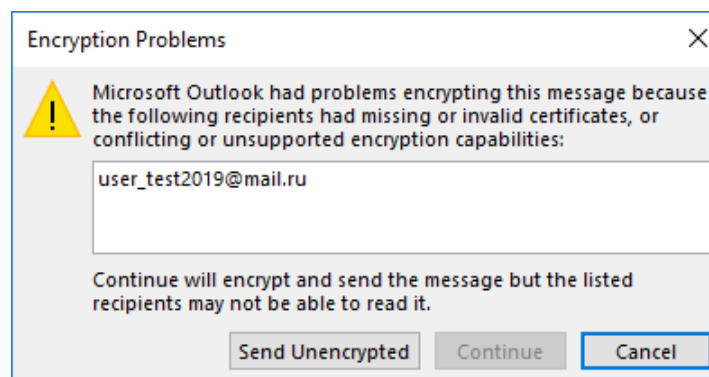 Encryption Problems
Microsoft Outlook had problems encrypting this message because
the following recipients had missing or invalid certificates, or
conflicting or unsupported encryption capabilities:
user_test2019@mail.ru
Continue will encrypt and send the message but the listed
recipients may not be able to read it.
Send Unencrypted Continue Cancel